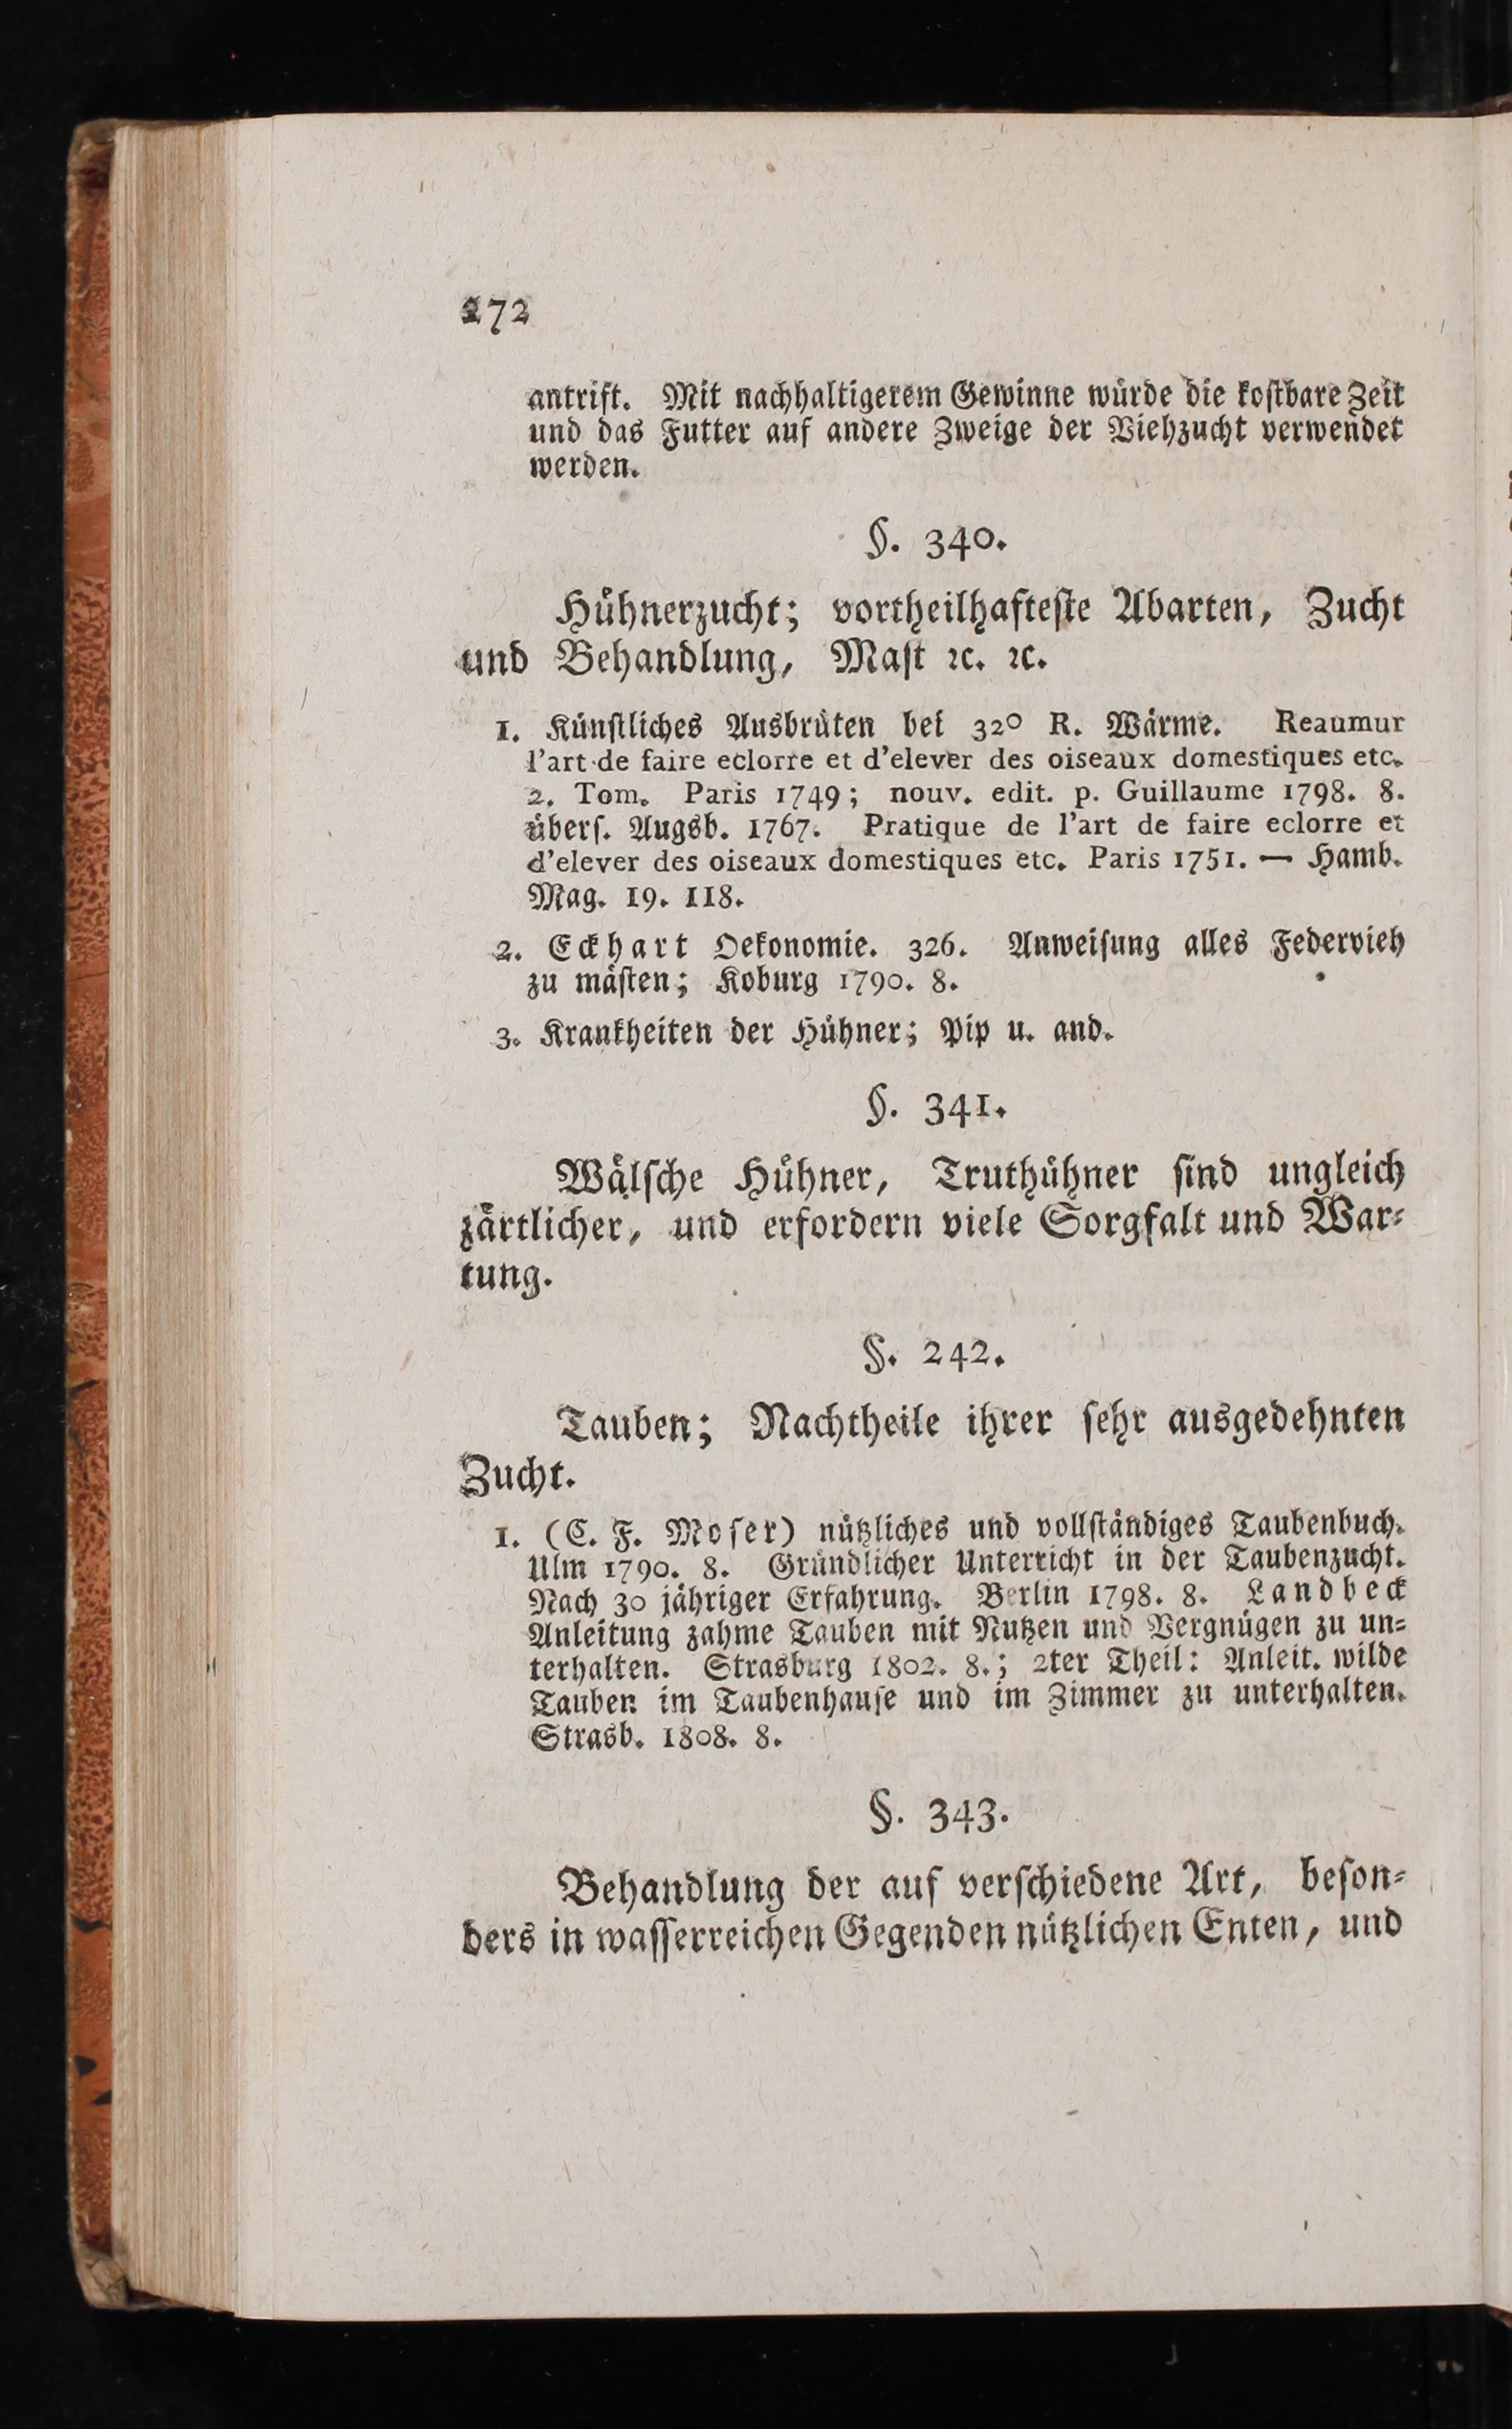 272
antrift. Mit nachhaltigerem Gewinne würde die kostbare Zeit
und das Futter auf andere Zweige der Viehzucht verwendet
werden.
§. 340.
Hühnerzucht; vortheilhafteste Abarten, Zucht
und Behandlung, Mast ꝛc. ꝛc.
1. Künstliches Ausbrüten bei 32° R. Wärme. Reaumur
l'art de faire eclorre et d'elever des oiseaux domestiques etc.
2. Tom. Paris 1749; nouv. edit. p. Guillaume 1798. 8.
übers. Augsb. 1767. Pratique de l'art de faire eclorre et
d'elever des oiseaux domestiques etc. Paris 1751. — Hamb.
Mag. 19. 118.
2. Eckhart Oekonomie. 326. Anweisung alles Federvieh
zu mästen; Koburg 1790. 8.
3. Krankheiten der Hühner; Pip u. and.
§. 341.
Wälsche Hühner, Truthühner sind ungleich
zärtlicher, und erfordern viele Sorgfalt und War-
tung.
§. 242.
Tauben; Nachtheile ihrer sehr ausgedehnten
Zucht.
1. (C. F. Moser) nützliches und vollständiges Taubenbuch.
Ulm 1790. 8. Gründlicher Unterricht in der Taubenzucht.
Nach 30 jähriger Erfahrung. Berlin 1798. 8. Landbeck
Anleitung zahme Tauben mit Nutzen und Vergnügen zu un-
terhalten. Strasburg 1802. 8.; 2ter Theil: Anleit. wilde
Tauben im Taubenhause und im Zimmer zu unterhalten.
Strasb. 1808. 8.
§. 343.
Behandlung der auf verschiedene Art, beson-
ders in wasserreichen Gegenden nützlichen Enten, und